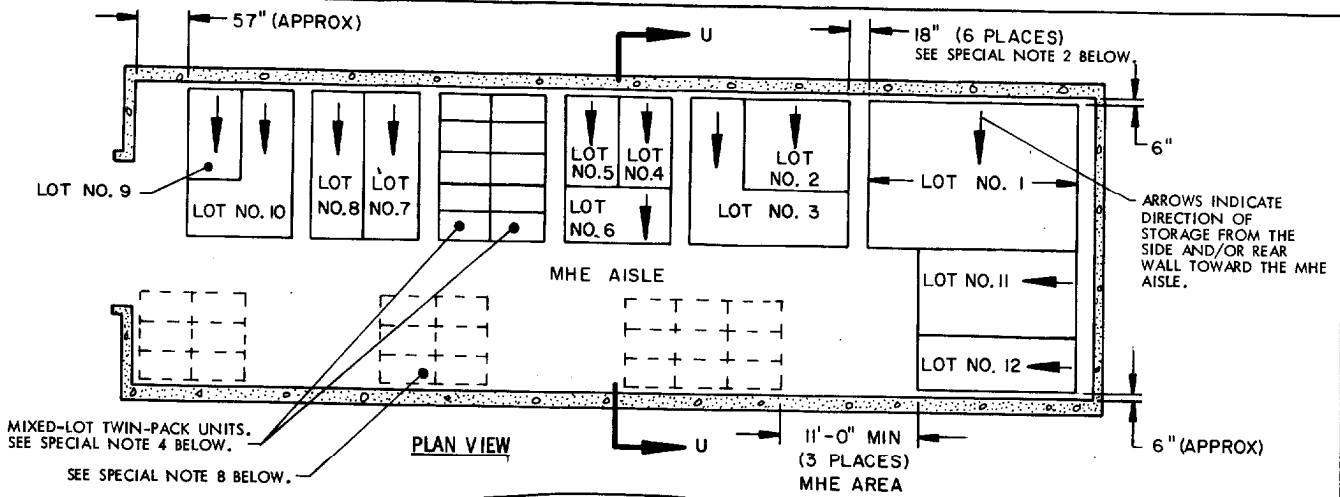 57" (APPROX)
U
18" (6 PLACES)
SEE SPECIAL NOTE 2 BELOW.
6"
LOT NO. 9
LOT NO. 10
LOT
NO. 8
LOT
NO. 7
LOT
NO. 5
LOT
NO. 4
LOT
NO. 6
LOT
NO. 2
LOT NO. 3
LOT NO. 1
ARROWS INDICATE
DIRECTION OF
STORAGE FROM THE
SIDE AND/OR REAR
WALL TOWARD THE MHE
AISLE.
MHE AISLE
LOT NO. 11
LOT NO. 12
MIXED-LOT TWIN-PACK UNITS.
SEE SPECIAL NOTE 4 BELOW.
SEE SPECIAL NOTE 8 BELOW.
PLAN VIEW
U
11'-0" MIN
(3 PLACES)
MHE AREA
6" (APPROX)